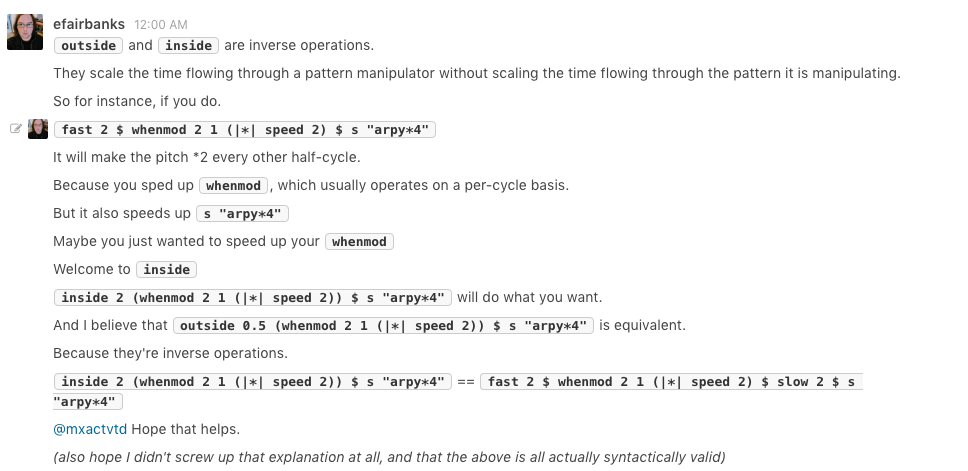 efairbanks 12:00 AM
outside and inside are inverse operations.
They scale the time flowing through a pattern manipulator without scaling the time flowing through the pattern it is manipulating.
So for instance, if you do.
fast 2 $ whenmod 2 1 (|*| speed 2) $ s "arpy*4"
It will make the pitch *2 every other half-cycle.
Because you sped up whenmod, which usually operates on a per-cycle basis.
But it also speeds up s "arpy*4"
Maybe you just wanted to speed up your whenmod
Welcome to inside
inside 2 (whenmod 2 1 (|*| speed 2)) $ s "arpy*4" will do what you want.
And I believe that outside 0.5 (whenmod 2 1 (|*| speed 2)) $ s "arpy*4" is equivalent.
Because they're inverse operations.
inside 2 (whenmod 2 1 (|*| speed 2)) $ s "arpy*4" == fast 2 $ whenmod 2 1 (|*| speed 2) $ slow 2 $ s
"arpy*4"
@mxactvtd Hope that helps.
(also hope I didn't screw up that explanation at all, and that the above is all actually syntactically valid)